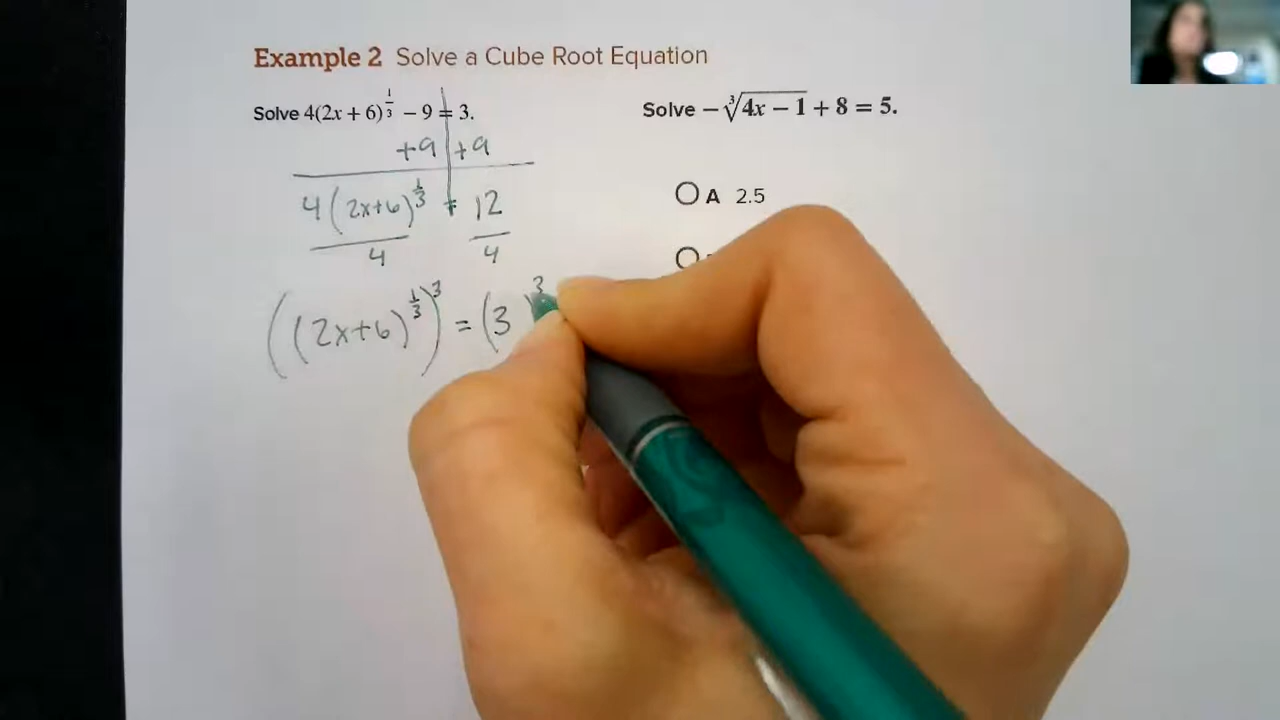 Example 2 Solve a Cube Root Equation
Solve 4(2x + 6)^(1/3) − 9 = 3.
+9 | +9
4(2x+6)^(1/3) = 12
4 4
((2x+6)^(1/3))^3 = (3)^3
Solve −∛(4x − 1) + 8 = 5.
A 2.5